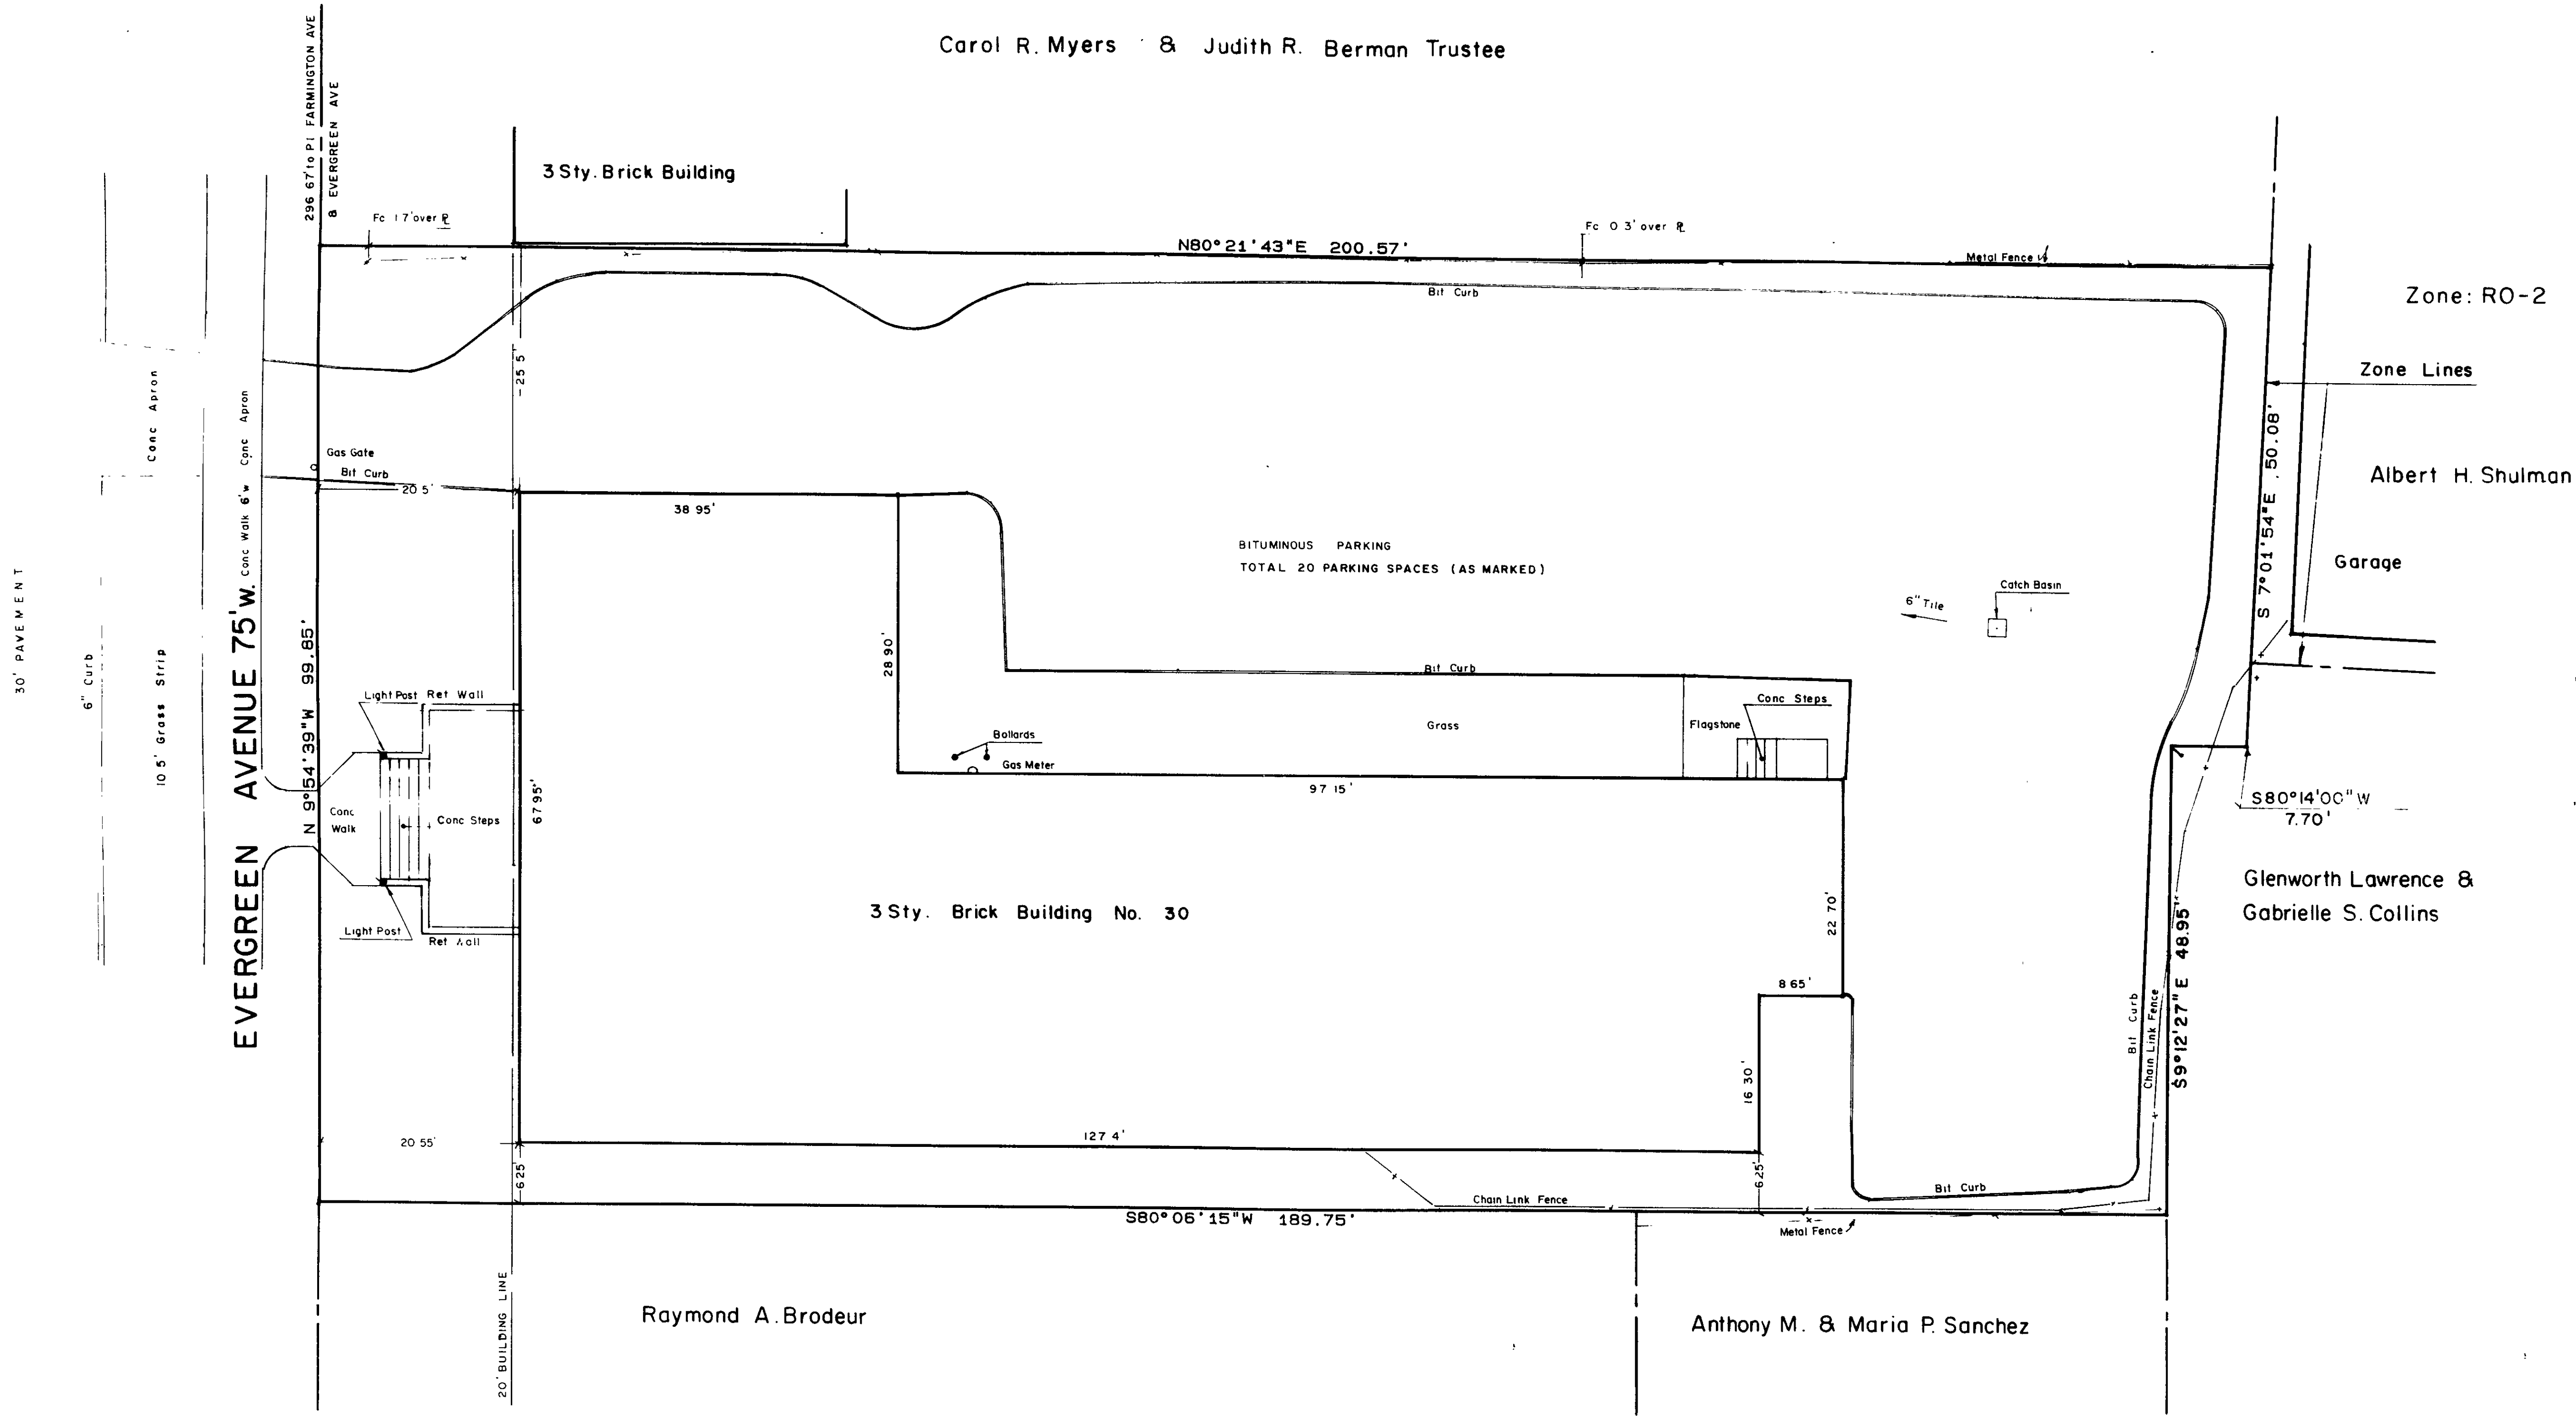 Carol R. Myers & Judith R. Berman Trustee
296 67' to PI FARMINGTON AVE
& EVERGREEN AVE
3 Sty. Brick Building
Fc 1 7' over PL
N80°21'43"E 200.57'
Fc 0 3' over PL
Metal Fence
Bit Curb
Zone: RO-2
Zone Lines
S 7°01'54"E 50.08'
Albert H. Shulman
Garage
Conc Apron
Conc Apron
25 5
Gas Gate
Bit Curb
20 5'
38 95'
BITUMINOUS PARKING
TOTAL 20 PARKING SPACES (AS MARKED)
Catch Basin
6" Tile
30' PAVEMENT
6" Curb
10 5' Grass Strip
EVERGREEN AVENUE 75'W.
Conc Walk 6'w
N 9°54'39"W 99.85'
28 90'
Bit Curb
Light Post
Ret Wall
Conc Steps
Flagstone
Grass
Bollards
Gas Meter
97 15'
67 95'
Conc
Walk
Conc Steps
S80°14'00"W
7.70'
Glenworth Lawrence &
Gabrielle S. Collins
3 Sty. Brick Building No. 30
22 70'
Light Post
Ret Wall
8 65'
S9°12'27"E 48.95'
Bit Curb
Chain Link Fence
16 30'
20 55'
127 4'
6 25'
6 25'
Chain Link Fence
Bit Curb
S80°06'15"W 189.75'
Metal Fence
20' BUILDING LINE
Raymond A. Brodeur
Anthony M. & Maria P. Sanchez